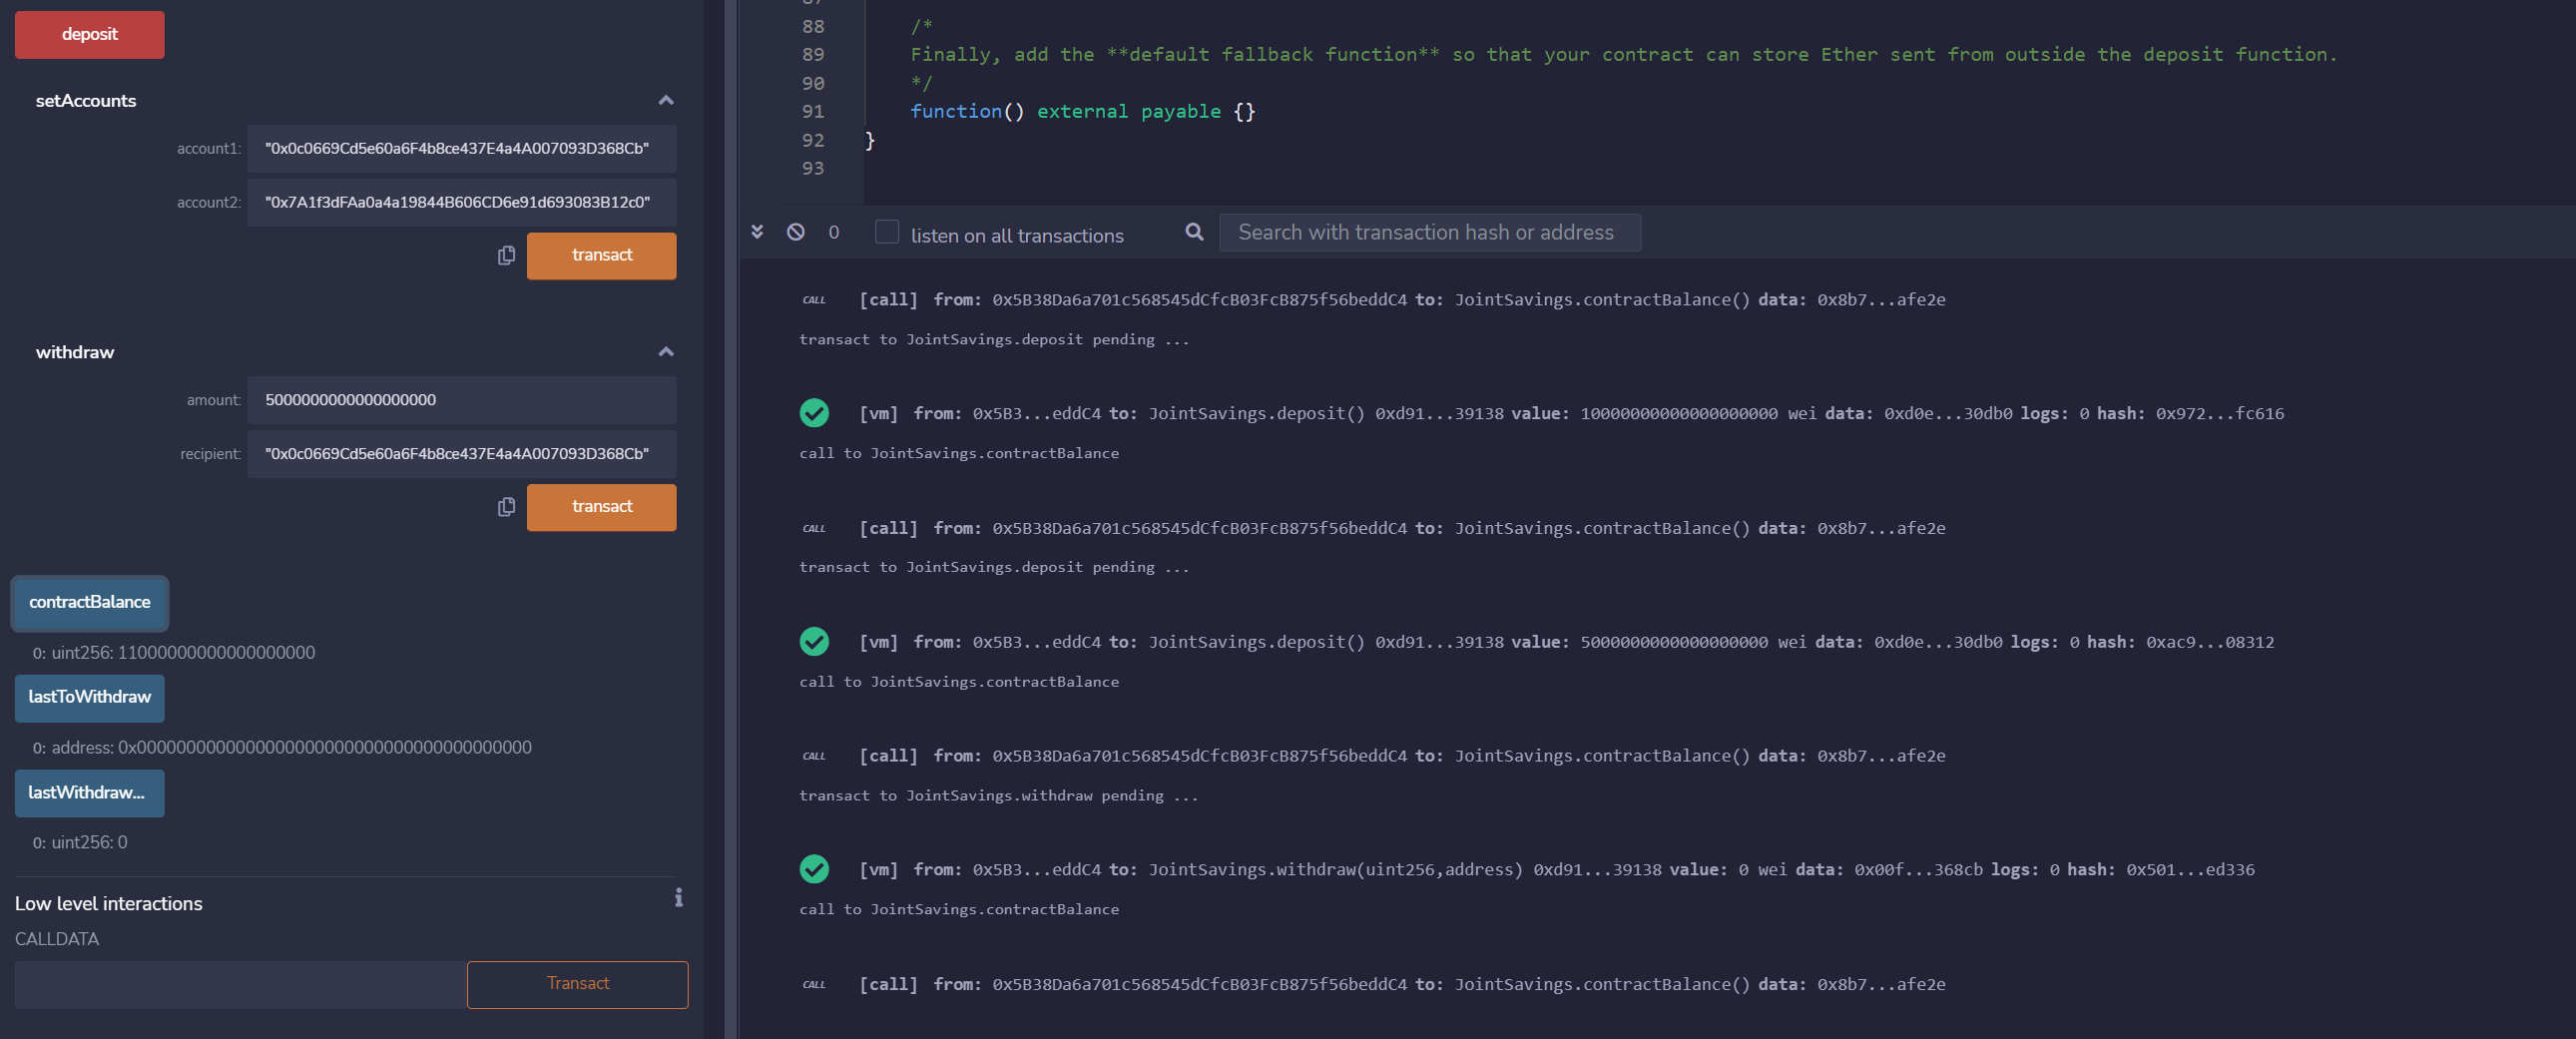 deposit
setAccounts
account1: "0x0c0669Cd5e60a6F4b8ce437E4a4A007093D368Cb"
account2: "0x7A1f3dFAa0a4a19844B606CD6e91d693083B12c0"
transact
withdraw
amount: 5000000000000000000
recipient: "0x0c0669Cd5e60a6F4b8ce437E4a4A007093D368Cb"
transact
contractBalance
0: uint256: 11000000000000000000
lastToWithdraw
0: address: 0x0000000000000000000000000000000000000000
lastWithdraw...
0: uint256: 0
Low level interactions
i
CALLDATA
Transact
88 /*
89 Finally, add the **default fallback function** so that your contract can store Ether sent from outside the deposit function.
90 */
91 function() external payable {}
92 }
93
0 listen on all transactions Search with transaction hash or address
CALL [call] from: 0x5B38Da6a701c568545dCfcB03FcB875f56beddC4 to: JointSavings.contractBalance() data: 0x8b7...afe2e
transact to JointSavings.deposit pending ...
[vm] from: 0x5B3...eddC4 to: JointSavings.deposit() 0xd91...39138 value: 10000000000000000000 wei data: 0xd0e...30db0 logs: 0 hash: 0x972...fc616
call to JointSavings.contractBalance
CALL [call] from: 0x5B38Da6a701c568545dCfcB03FcB875f56beddC4 to: JointSavings.contractBalance() data: 0x8b7...afe2e
transact to JointSavings.deposit pending ...
[vm] from: 0x5B3...eddC4 to: JointSavings.deposit() 0xd91...39138 value: 5000000000000000000 wei data: 0xd0e...30db0 logs: 0 hash: 0xac9...08312
call to JointSavings.contractBalance
CALL [call] from: 0x5B38Da6a701c568545dCfcB03FcB875f56beddC4 to: JointSavings.contractBalance() data: 0x8b7...afe2e
transact to JointSavings.withdraw pending ...
[vm] from: 0x5B3...eddC4 to: JointSavings.withdraw(uint256,address) 0xd91...39138 value: 0 wei data: 0x00f...368cb logs: 0 hash: 0x501...ed336
call to JointSavings.contractBalance
CALL [call] from: 0x5B38Da6a701c568545dCfcB03FcB875f56beddC4 to: JointSavings.contractBalance() data: 0x8b7...afe2e